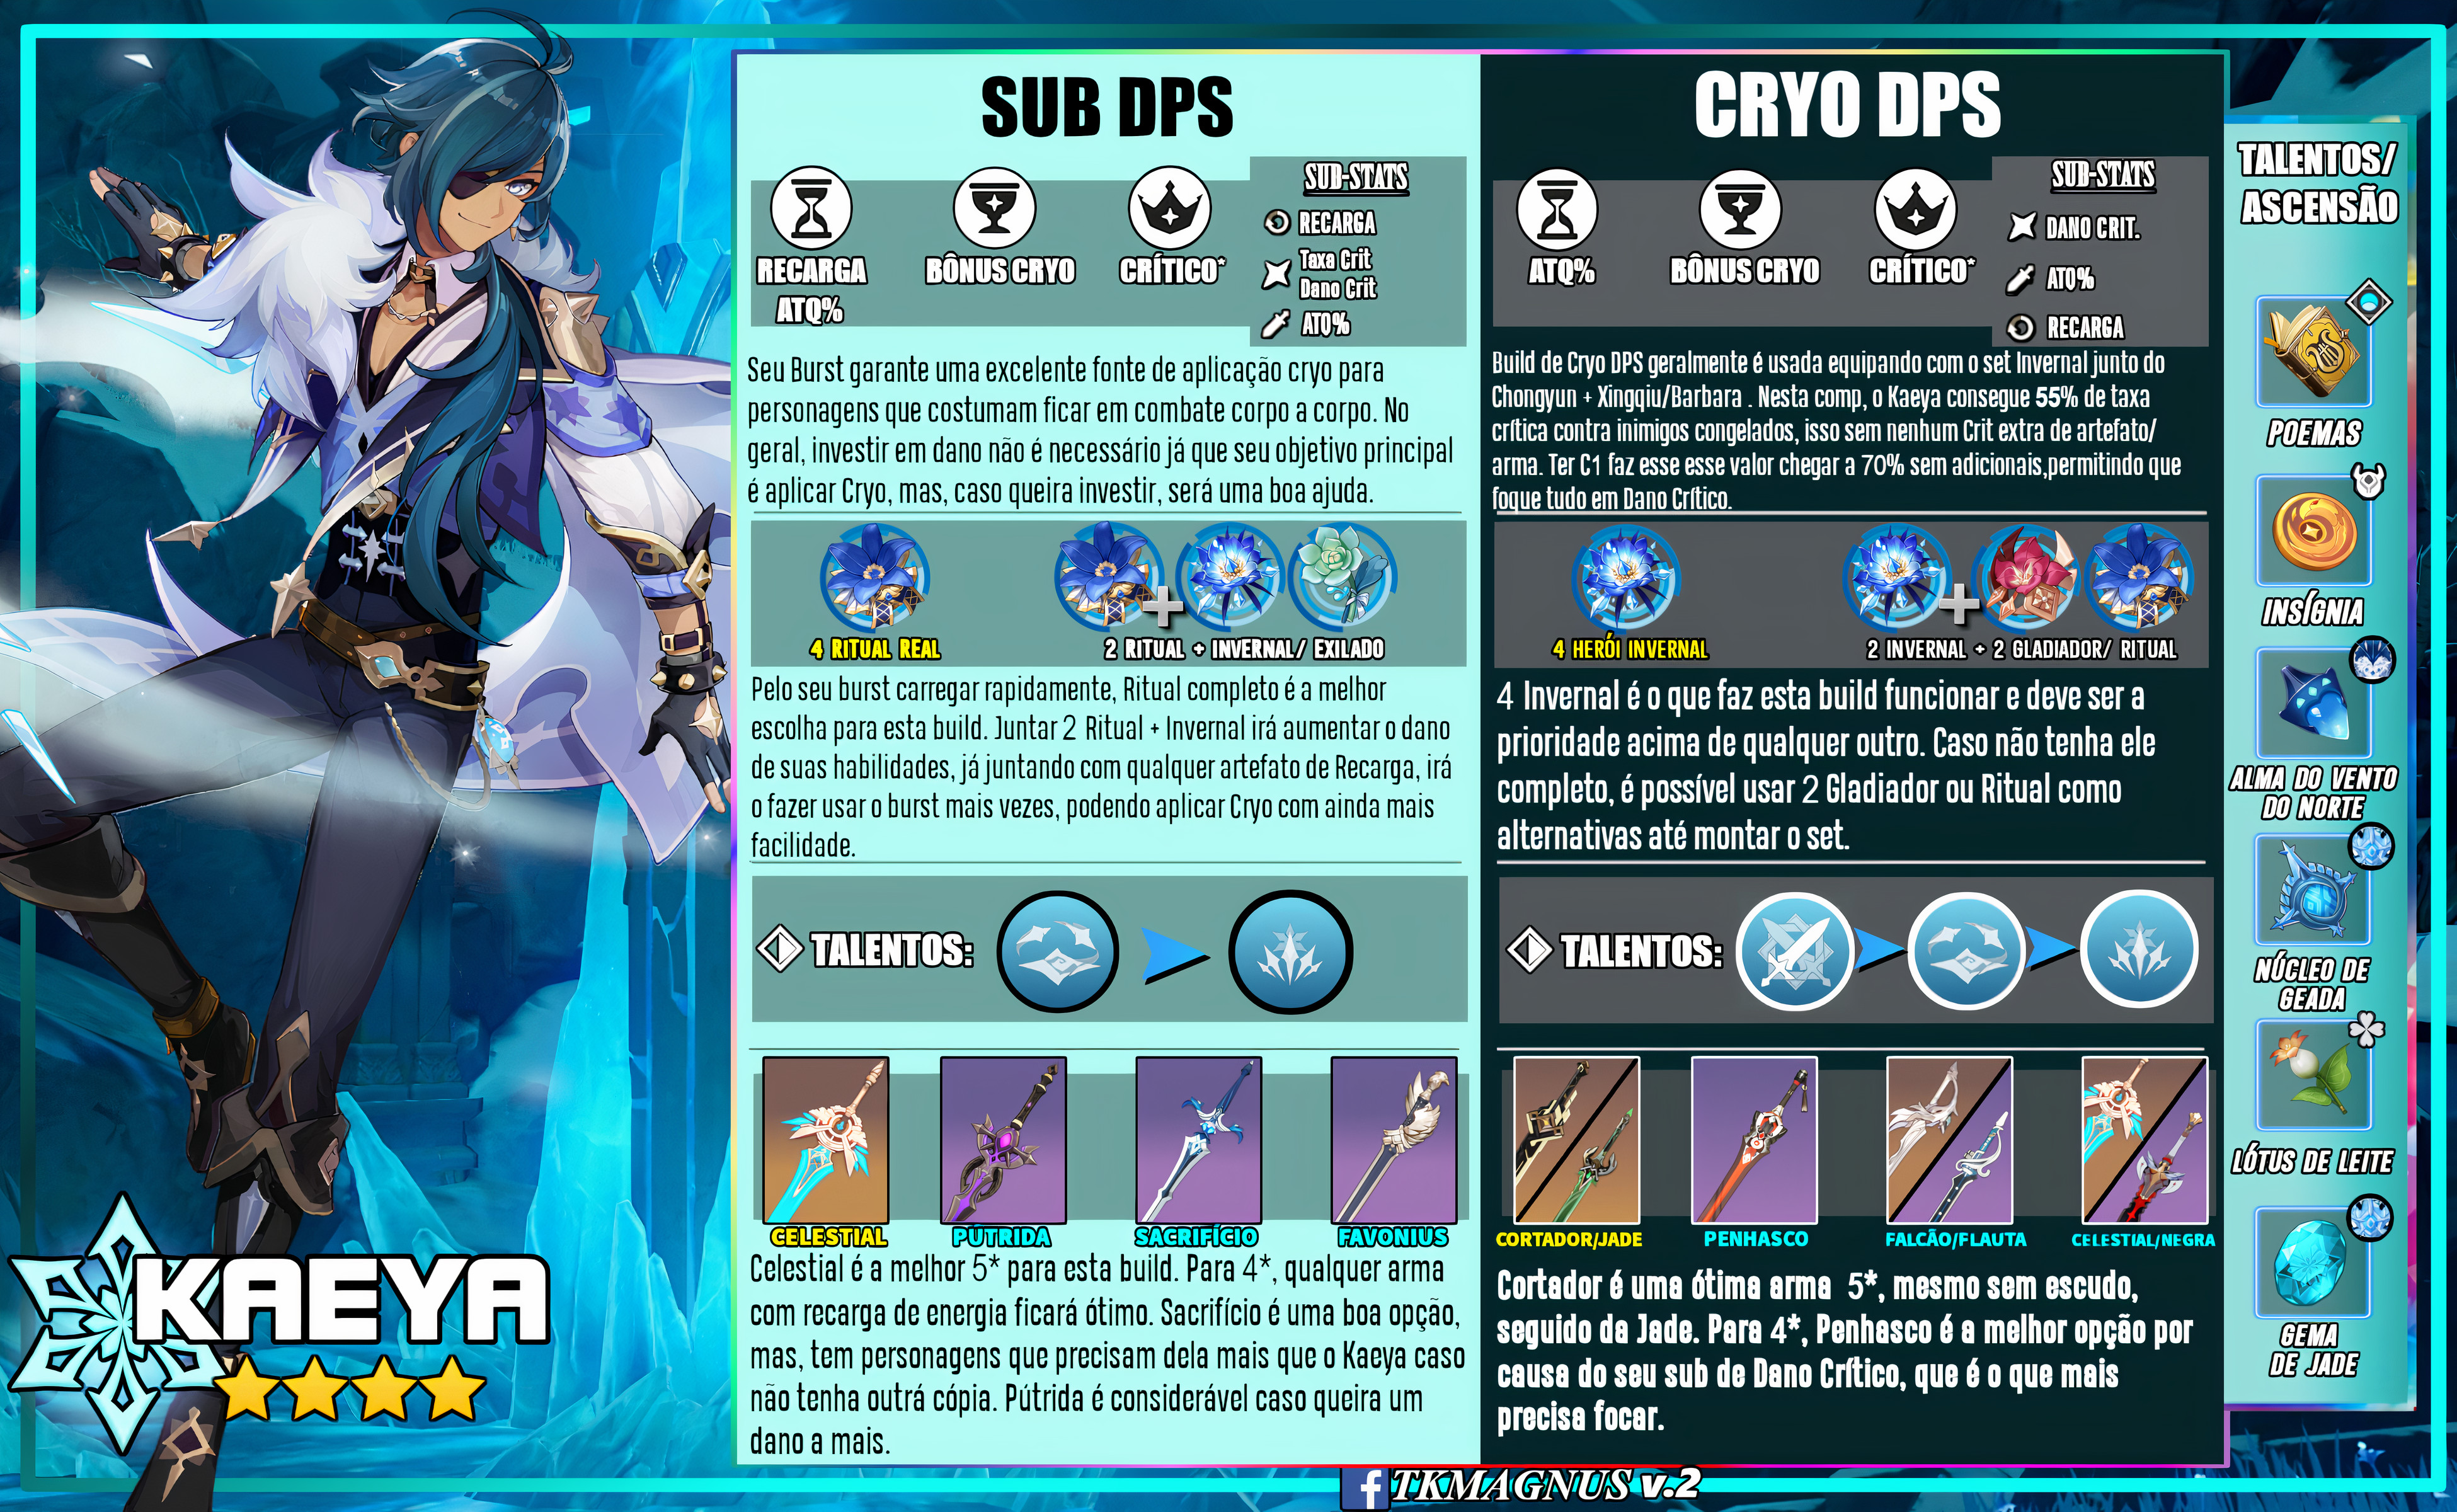 SUB DPS
RECARGA
ATQ%
BÔNUS CRYO
CRÍTICO*
SUB-STATS
RECARGA
Taxa Crit
Dano Crit
ATQ%
Seu Burst garante uma excelente fonte de aplicação cryo para
personagens que costumam ficar em combate corpo a corpo. No
geral, investir em dano não é necessário já que seu objetivo principal
é aplicar Cryo, mas, caso queira investir, será uma boa ajuda.
4 RITUAL REAL
2 RITUAL + INVERNAL/ EXILADO
Pelo seu burst carregar rapidamente, Ritual completo é a melhor
escolha para esta build. Juntar 2 Ritual + Invernal irá aumentar o dano
de suas habilidades, já juntando com qualquer artefato de Recarga, irá
o fazer usar o burst mais vezes, podendo aplicar Cryo com ainda mais
facilidade.
TALENTOS:
CELESTIAL
PÚTRIDA
SACRIFÍCIO
FAVONIUS
Celestial é a melhor 5* para esta build. Para 4*, qualquer arma
com recarga de energia ficará ótimo. Sacrifício é uma boa opção,
mas, tem personagens que precisam dela mais que o Kaeya caso
não tenha outrá cópia. Pútrida é considerável caso queira um
dano a mais.
CRYO DPS
ATQ%
BÔNUS CRYO
CRÍTICO*
SUB-STATS
DANO CRIT.
ATQ%
RECARGA
Build de Cryo DPS geralmente é usada equipando com o set Invernal junto do
Chongyun + Xingqiu/Barbara . Nesta comp, o Kaeya consegue 55% de taxa
crítica contra inimigos congelados, isso sem nenhum Crit extra de artefato/
arma. Ter C1 faz esse esse valor chegar a 70% sem adicionais,permitindo que
foque tudo em Dano Crítico.
4 HERÓI INVERNAL
2 INVERNAL + 2 GLADIADOR/ RITUAL
4 Invernal é o que faz esta build funcionar e deve ser a
prioridade acima de qualquer outro. Caso não tenha ele
completo, é possível usar 2 Gladiador ou Ritual como
alternativas até montar o set.
TALENTOS:
CORTADOR/JADE
PENHASCO
FALCÃO/FLAUTA
CELESTIAL/NEGRA
Cortador é uma ótima arma 5*, mesmo sem escudo,
seguido da Jade. Para 4*, Penhasco é a melhor opção por
causa do seu sub de Dano Crítico, que é o que mais
precisa focar.
TALENTOS/
ASCENSÃO
POEMAS
INSÍGNIA
ALMA DO VENTO
DO NORTE
NÚCLEO DE
GEADA
LÓTUS DE LEITE
GEMA
DE JADE
KAEYA
f TKMAGNUS v.2